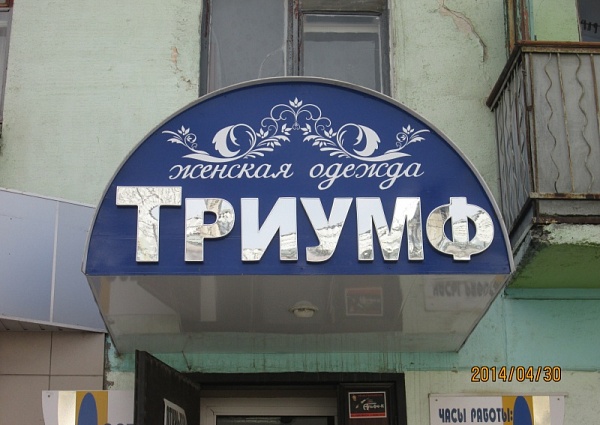 женская одежда
ТРИУМФ
2014/04/30
ЧАСЫ РАБОТЫ: